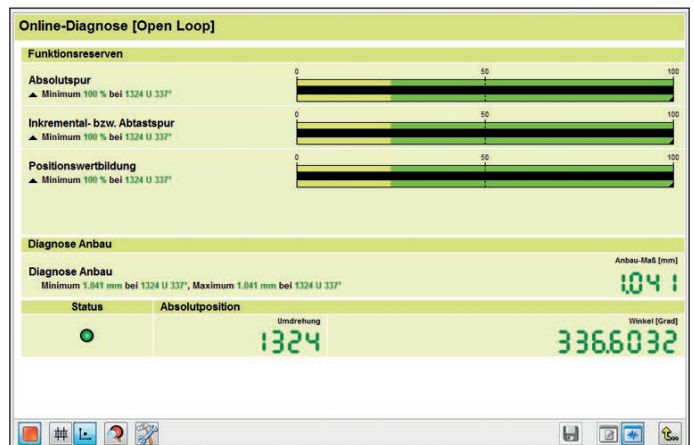 Online-Diagnose [Open Loop]
Funktionsreserven
Absolutspur
Minimum 100 % bei 1324 U 337°
0 50 100
Inkremental- bzw. Abtastspur
Minimum 100 % bei 1324 U 337°
0 50 100
Positionswertbildung
Minimum 100 % bei 1324 U 337°
0 50 100
Diagnose Anbau
Anbau-Maß [mm]
Diagnose Anbau
Minimum 1.041 mm bei 1324 U 337°, Maximum 1.041 mm bei 1324 U 337°
1.041
Status Absolutposition
Umdrehung Winkel [Grad]
1324 336.6032